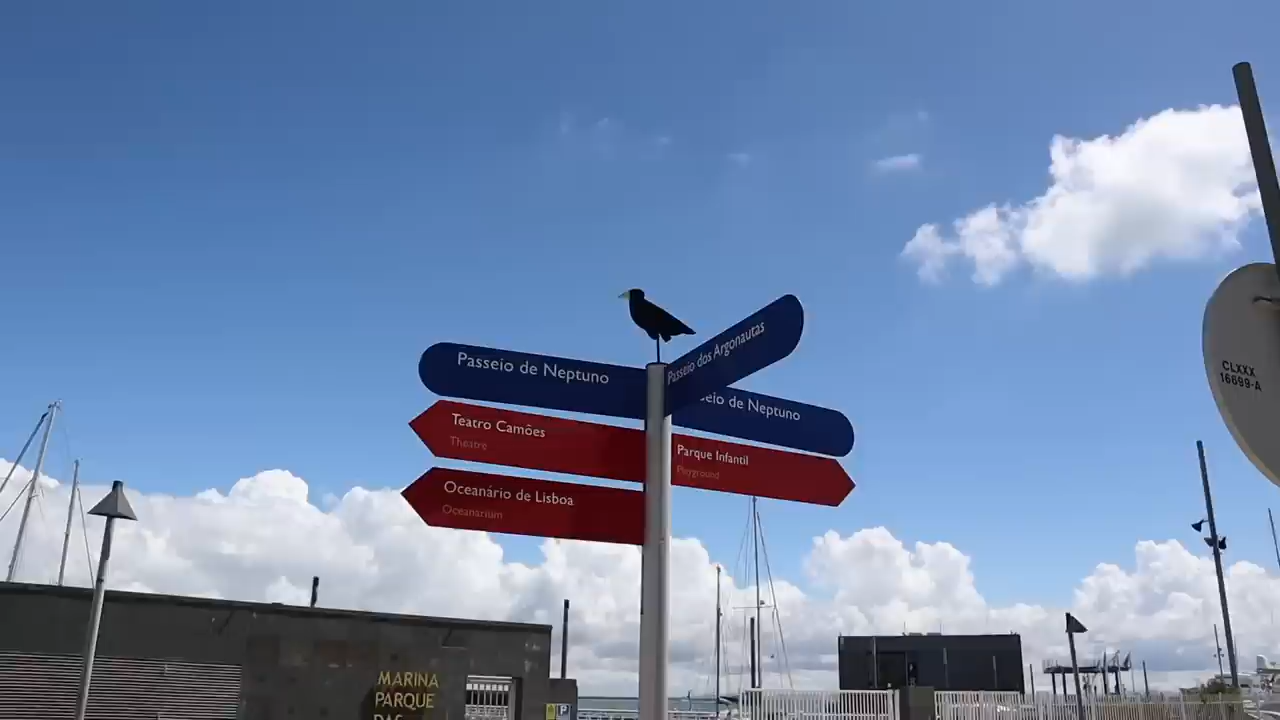 Passeio de Neptuno
Passeio dos Argonautas
eio de Neptuno
Teatro Camões
Theatre
Parque Infantil
Playground
Oceanário de Lisboa
Oceanarium
CLXXX
16699-A
MARINA
PARQUE
DAS
P